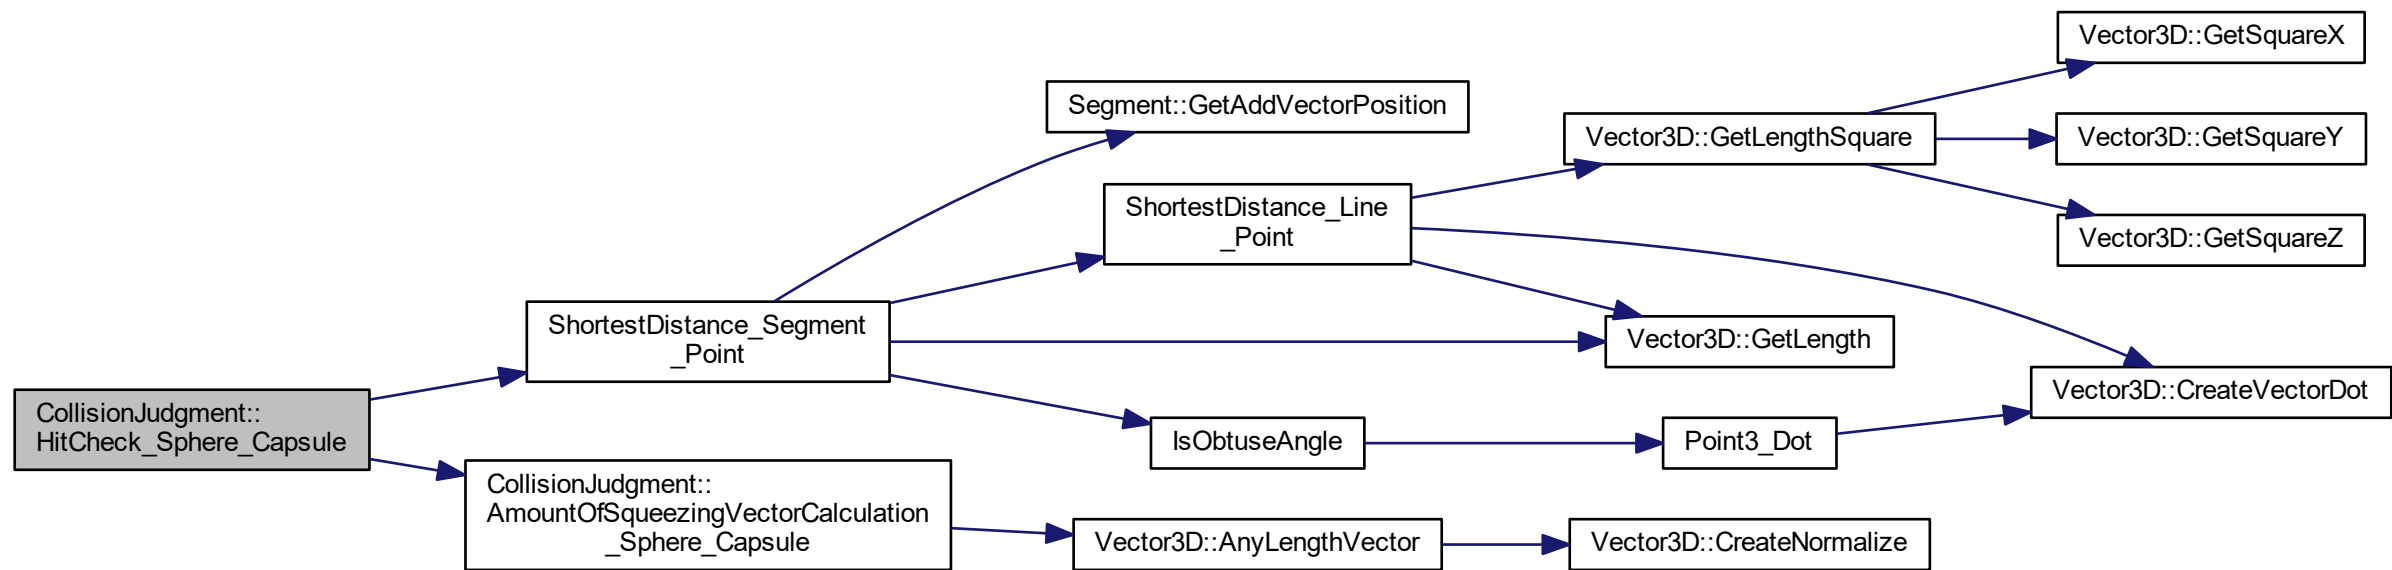 CollisionJudgment::
HitCheck_Sphere_Capsule
ShortestDistance_Segment
_Point
CollisionJudgment::
AmountOfSqueezingVectorCalculation
_Sphere_Capsule
Segment::GetAddVectorPosition
ShortestDistance_Line
_Point
IsObtuseAngle
Vector3D::AnyLengthVector
Vector3D::GetLengthSquare
Vector3D::GetLength
Point3_Dot
Vector3D::CreateNormalize
Vector3D::GetSquareX
Vector3D::GetSquareY
Vector3D::GetSquareZ
Vector3D::CreateVectorDot